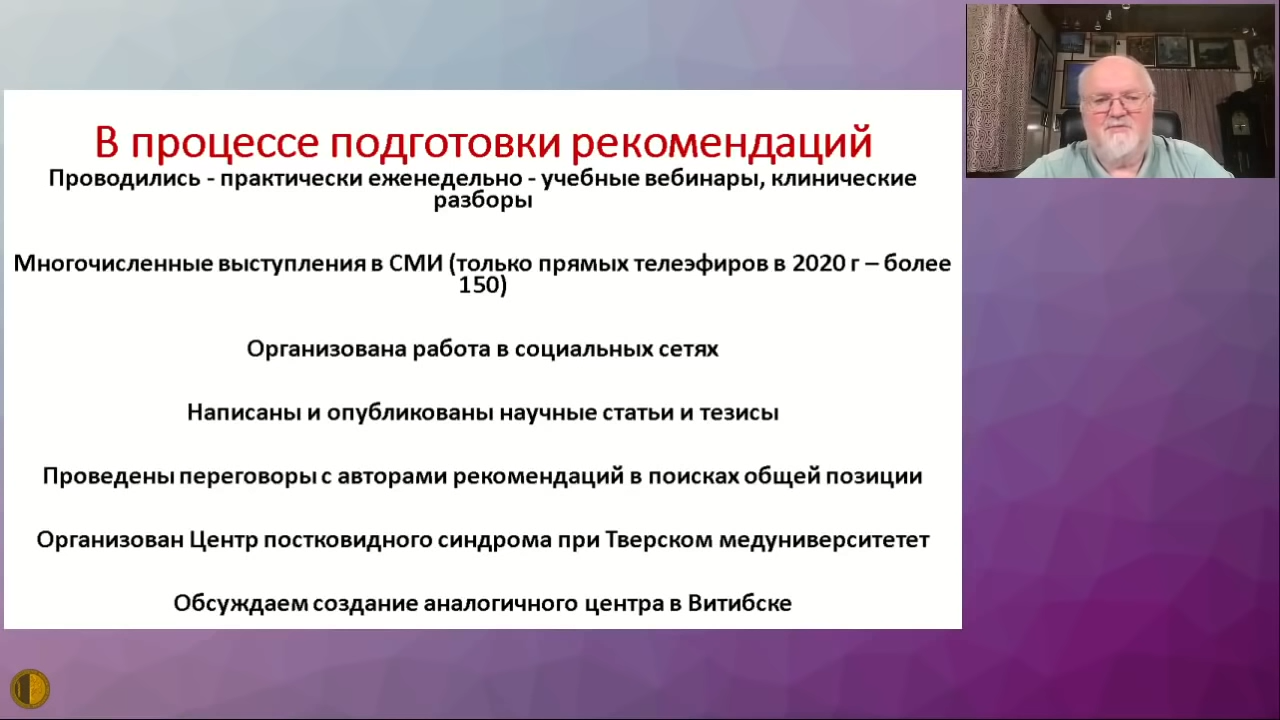 В процессе подготовки рекомендаций
Проводились - практически еженедельно - учебные вебинары, клинические
разборы
Многочисленные выступления в СМИ (только прямых телеэфиров в 2020 г – более
150)
Организована работа в социальных сетях
Написаны и опубликованы научные статьи и тезисы
Проведены переговоры с авторами рекомендаций в поисках общей позиции
Организован Центр постковидного синдрома при Тверском медуниверситетет
Обсуждаем создание аналогичного центра в Витибске